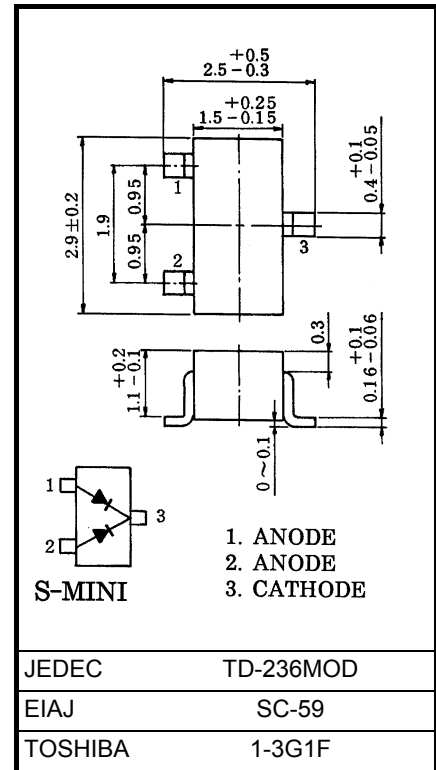 +0.5
2.5 −0.3
+0.25
1.5 −0.15
2.9±0.2
1.9
0.95
0.95
1
2
3
+0.1
0.4 −0.05
+0.2
1.1 −0.1
0.3
+0.1
0.16 −0.06
0 ~ 0.1
1
2
3
S-MINI
1. ANODE
2. ANODE
3. CATHODE
JEDEC TD-236MOD
EIAJ SC-59
TOSHIBA 1-3G1F